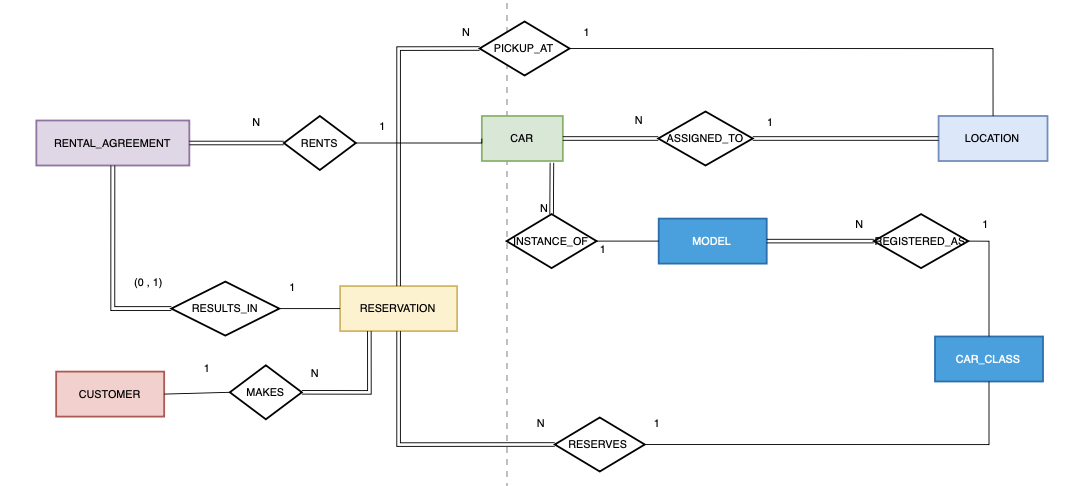 N
1
PICKUP_AT
N
1
N
1
RENTAL_AGREEMENT
RENTS
CAR
ASSIGNED_TO
LOCATION
N
INSTANCE_OF
1
MODEL
N
REGISTERED_AS
1
(0 , 1)
1
RESULTS_IN
RESERVATION
CAR_CLASS
1
N
CUSTOMER
MAKES
N
1
RESERVES